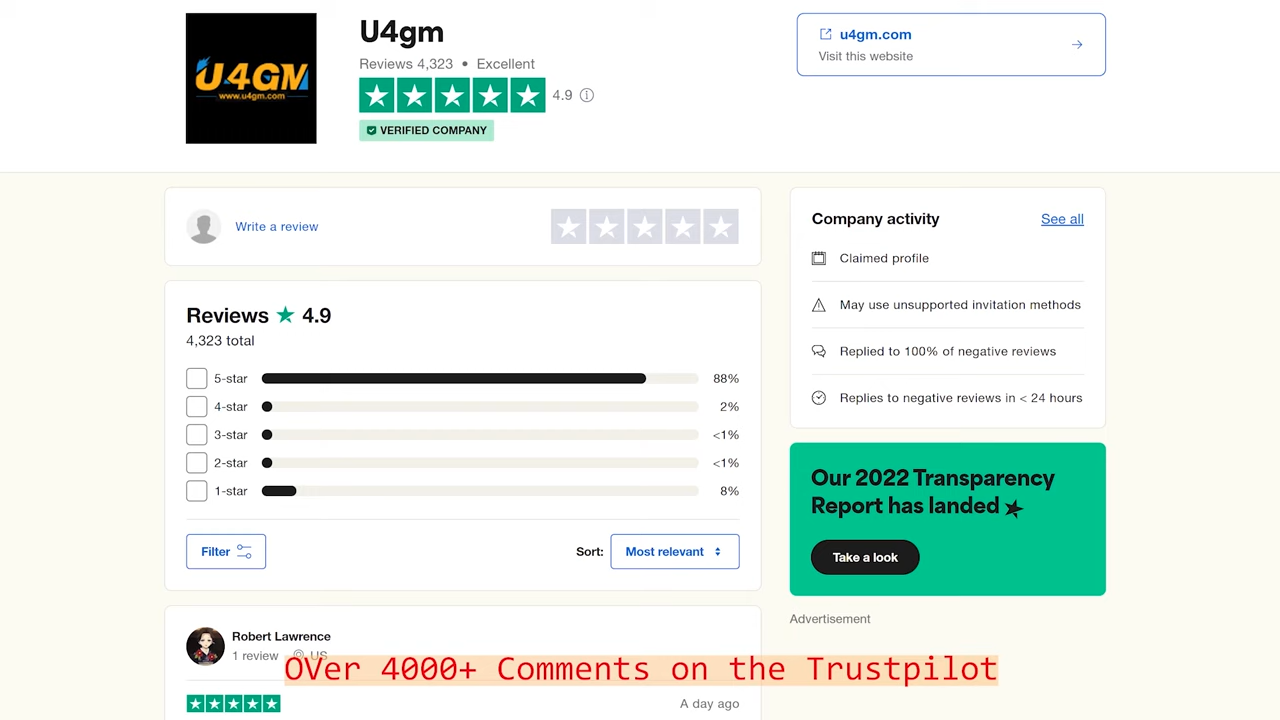 U4GM
www.u4gm.com
U4gm
Reviews 4,323 • Excellent
4.9
VERIFIED COMPANY
u4gm.com
Visit this website
Write a review
Company activity
See all
Claimed profile
May use unsupported invitation methods
Replied to 100% of negative reviews
Replies to negative reviews in < 24 hours
Reviews ★ 4.9
4,323 total
5-star 88%
4-star 2%
3-star <1%
2-star <1%
1-star 8%
Filter
Sort: Most relevant
Our 2022 Transparency
Report has landed
Take a look
Advertisement
Robert Lawrence
1 review US
OVer 4000+ Comments on the Trustpilot
A day ago